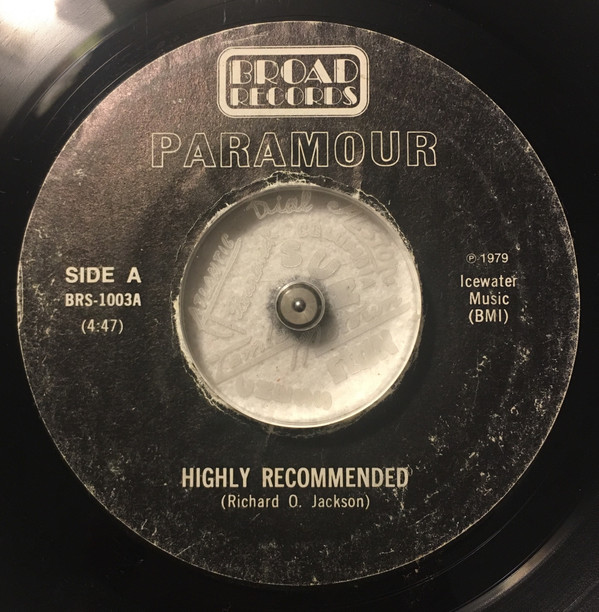 BROAD
RECORDS
PARAMOUR
SIDE A
BRS-1003A
(4:47)
℗ 1979
Icewater
Music
(BMI)
HIGHLY RECOMMENDED
(Richard O. Jackson)